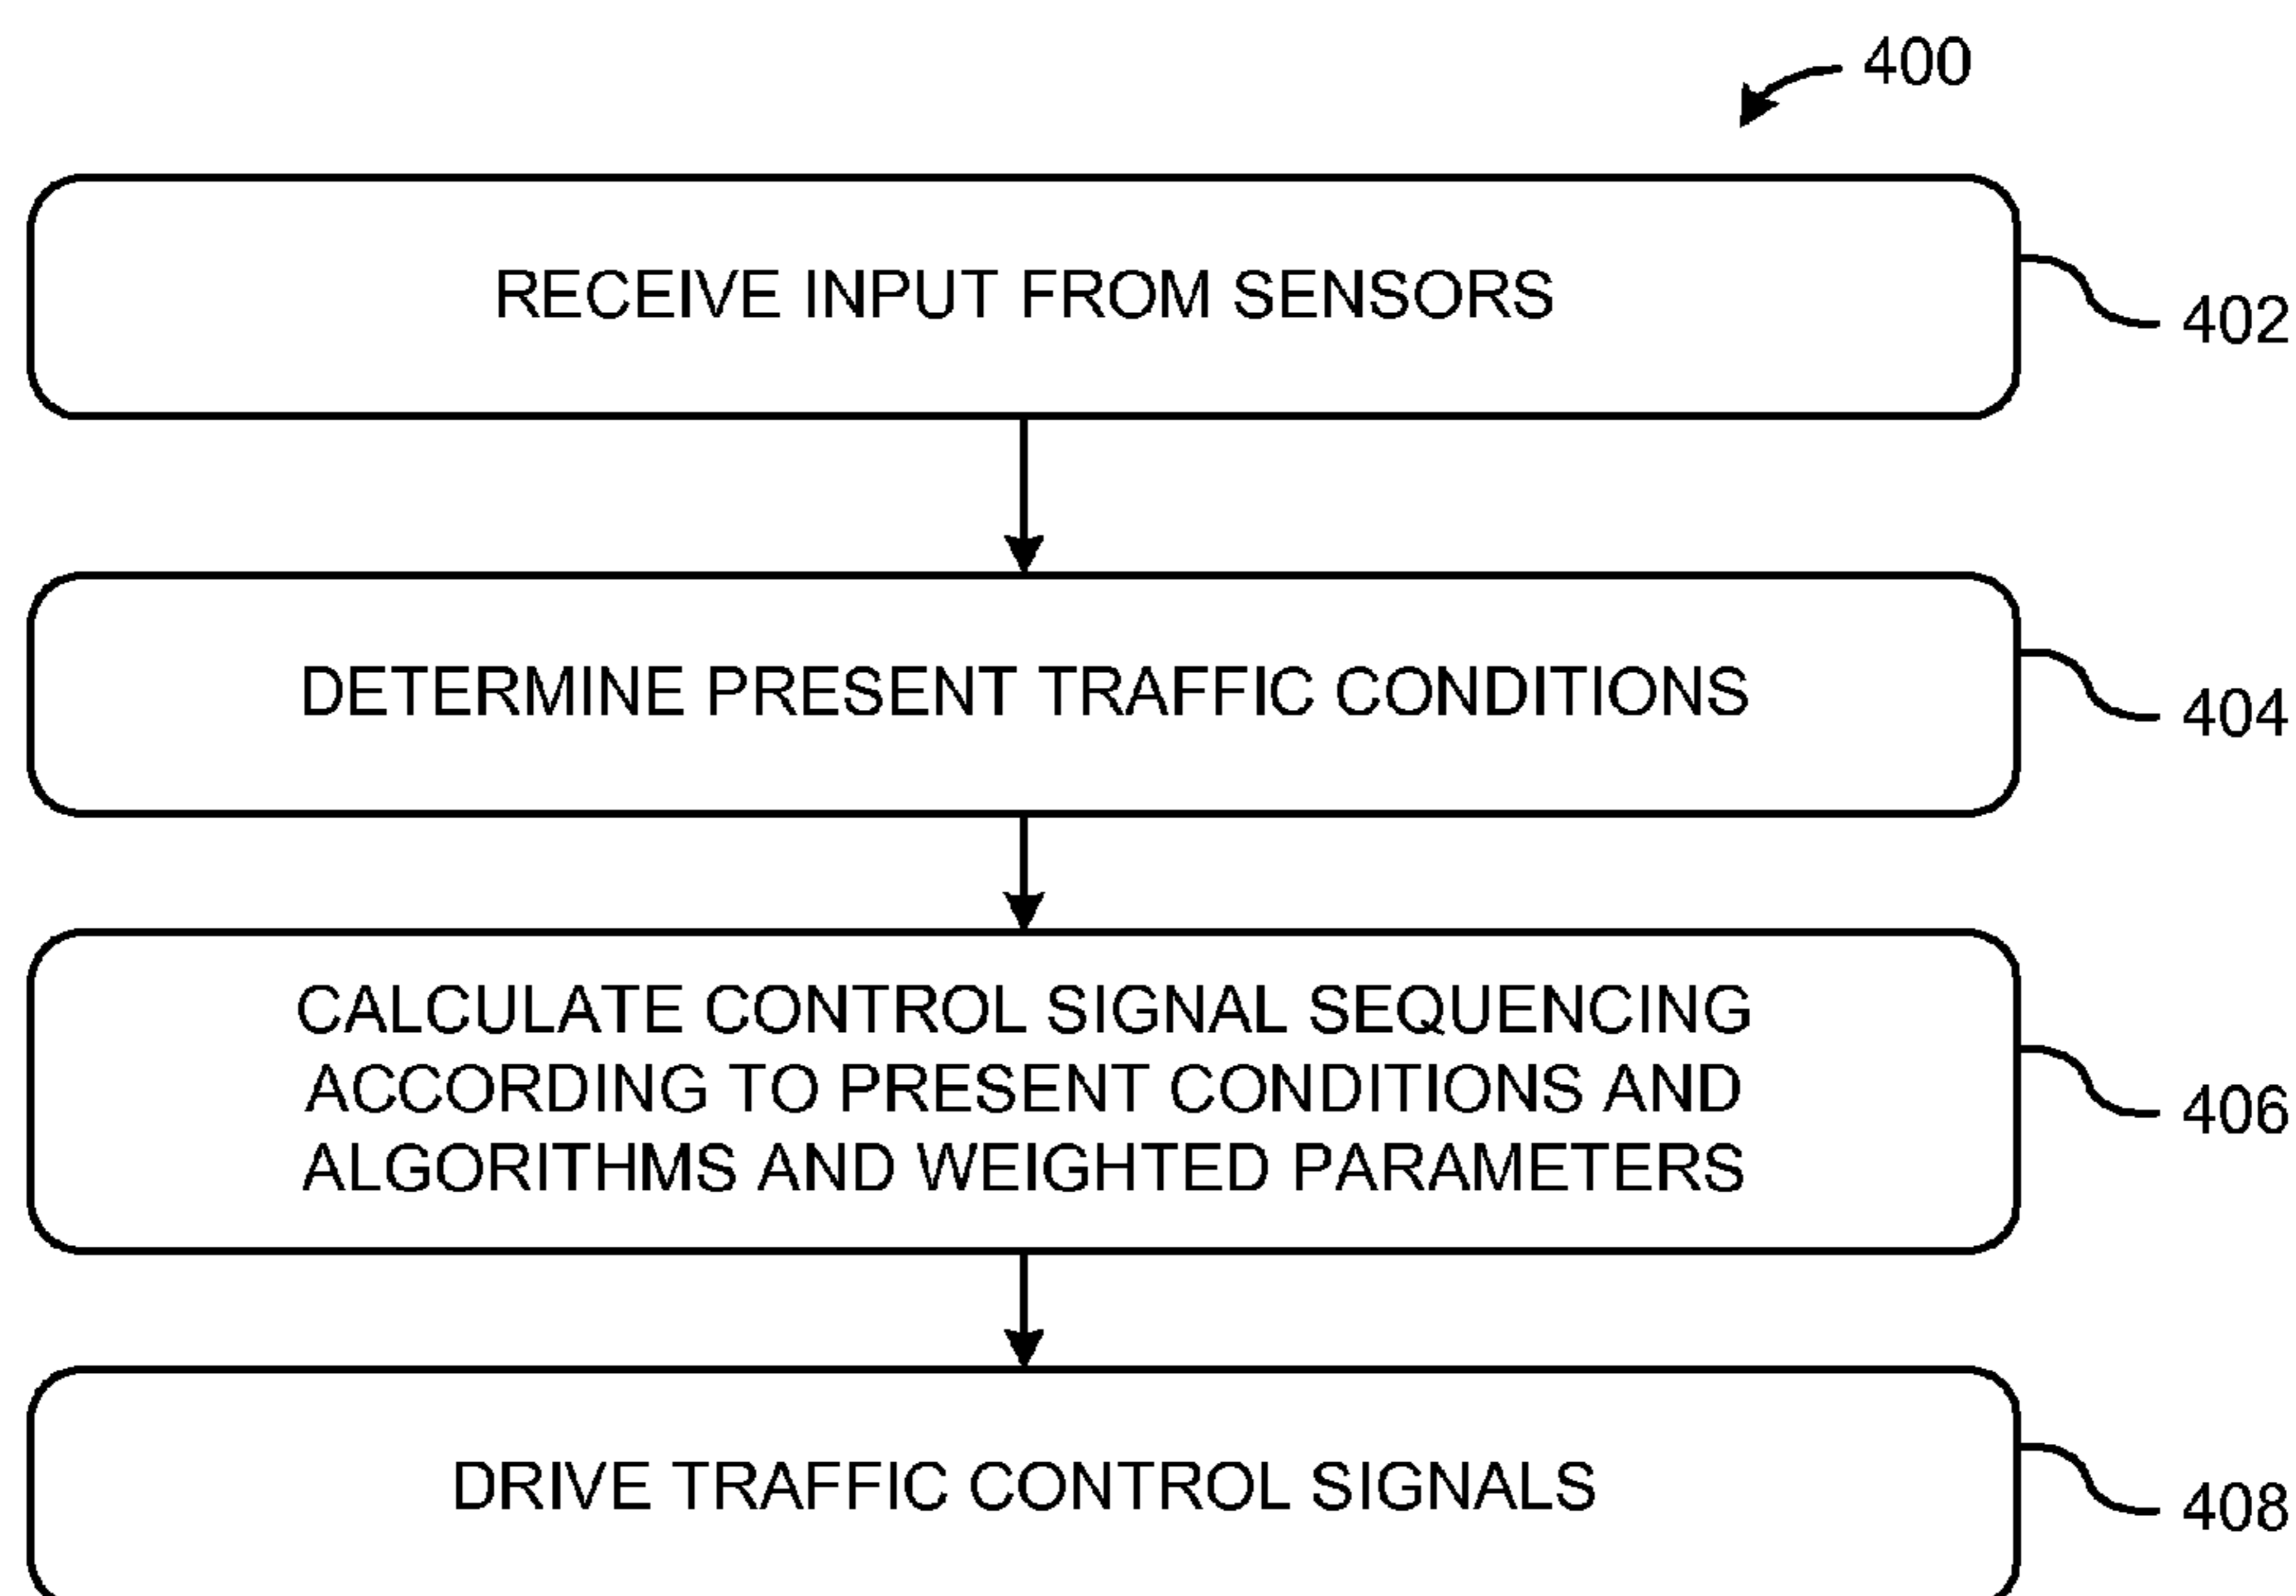 400
RECEIVE INPUT FROM SENSORS
402
DETERMINE PRESENT TRAFFIC CONDITIONS
404
CALCULATE CONTROL SIGNAL SEQUENCING
ACCORDING TO PRESENT CONDITIONS AND
ALGORITHMS AND WEIGHTED PARAMETERS
406
DRIVE TRAFFIC CONTROL SIGNALS
408